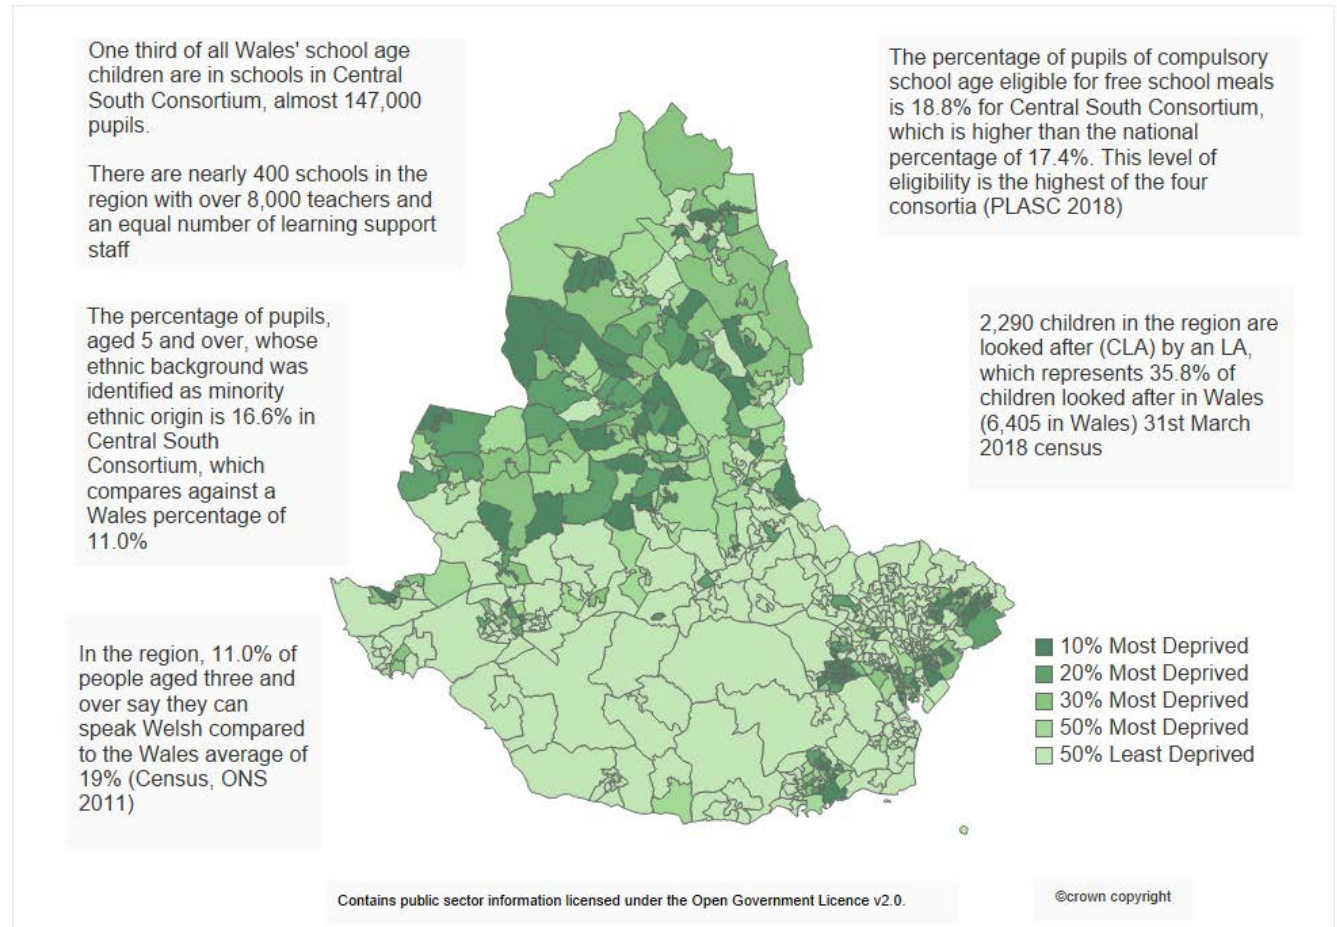 One third of all Wales' school age
children are in schools in Central
South Consortium, almost 147,000
pupils.
There are nearly 400 schools in the
region with over 8,000 teachers and
an equal number of learning support
staff
The percentage of pupils of compulsory
school age eligible for free school meals
is 18.8% for Central South Consortium,
which is higher than the national
percentage of 17.4%. This level of
eligibility is the highest of the four
consortia (PLASC 2018)
The percentage of pupils,
aged 5 and over, whose
ethnic background was
identified as minority
ethnic origin is 16.6% in
Central South
Consortium, which
compares against a
Wales percentage of
11.0%
2,290 children in the region are
looked after (CLA) by an LA,
which represents 35.8% of
children looked after in Wales
(6,405 in Wales) 31st March
2018 census
In the region, 11.0% of
people aged three and
over say they can
speak Welsh compared
to the Wales average of
19% (Census, ONS
2011)
10% Most Deprived
20% Most Deprived
30% Most Deprived
50% Most Deprived
50% Least Deprived
Contains public sector information licensed under the Open Government Licence v2.0.
©crown copyright